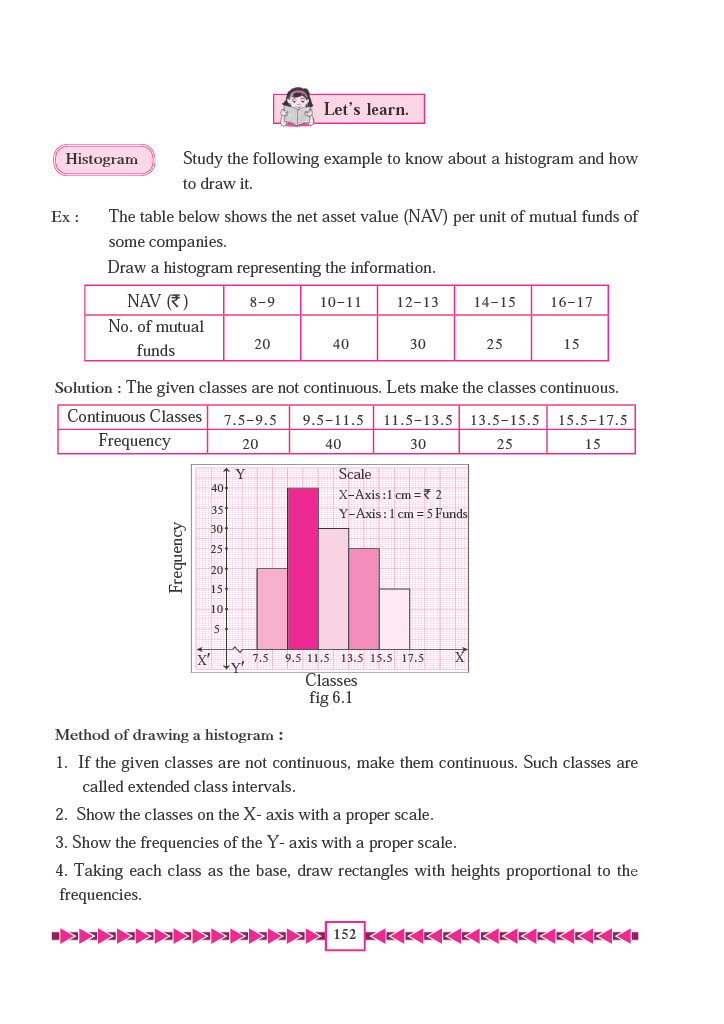 Let's learn.
Histogram
Study the following example to know about a histogram and how
to draw it.
Ex : The table below shows the net asset value (NAV) per unit of mutual funds of
some companies.
Draw a histogram representing the information.
NAV (₹) 8-9 10-11 12-13 14-15 16-17
No. of mutual
funds 20 40 30 25 15
Solution : The given classes are not continuous. Lets make the classes continuous.
Continuous Classes 7.5-9.5 9.5-11.5 11.5-13.5 13.5-15.5 15.5-17.5
Frequency 20 40 30 25 15
Y
Scale
X-Axis :1 cm = ₹ 2
Y-Axis : 1 cm = 5 Funds
Frequency
40
35
30
25
20
15
10
5
X′ Y′ 7.5 9.5 11.5 13.5 15.5 17.5 X
Classes
fig 6.1
Method of drawing a histogram :
1. If the given classes are not continuous, make them continuous. Such classes are
called extended class intervals.
2. Show the classes on the X- axis with a proper scale.
3. Show the frequencies of the Y- axis with a proper scale.
4. Taking each class as the base, draw rectangles with heights proportional to the
frequencies.
152